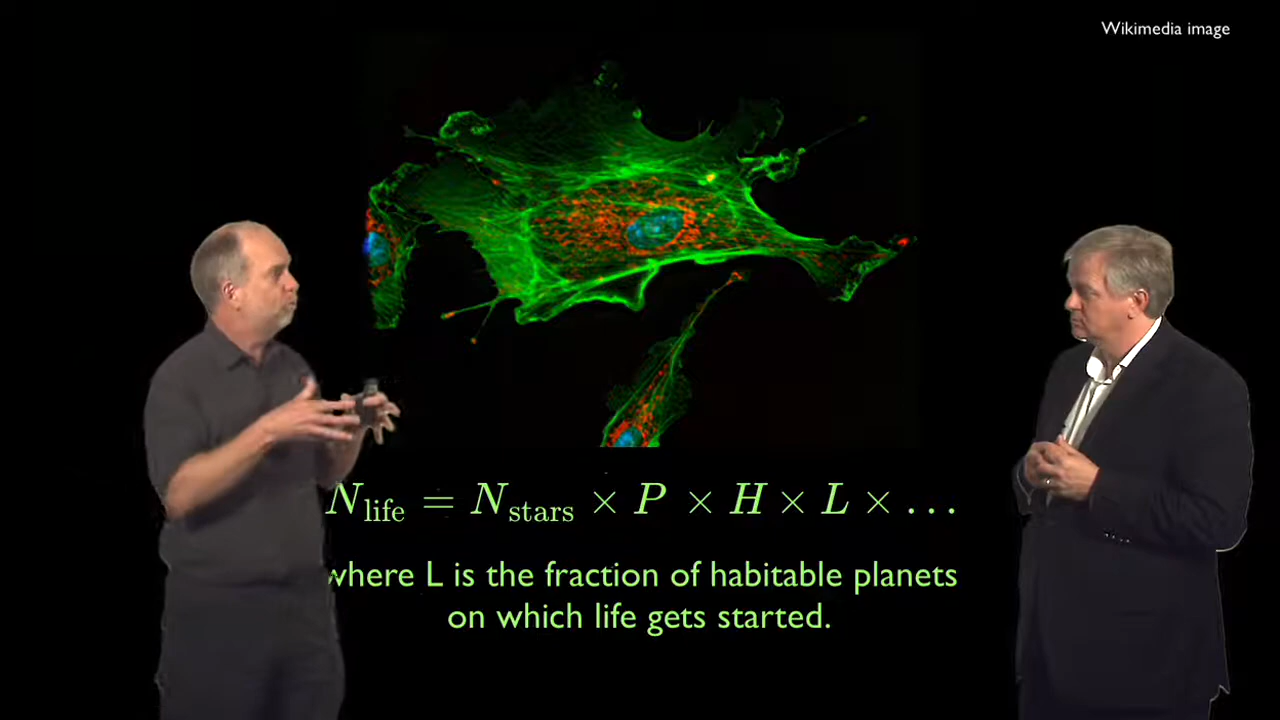 Wikimedia image
N_life = N_stars × P × H × L × ...
where L is the fraction of habitable planets
on which life gets started.